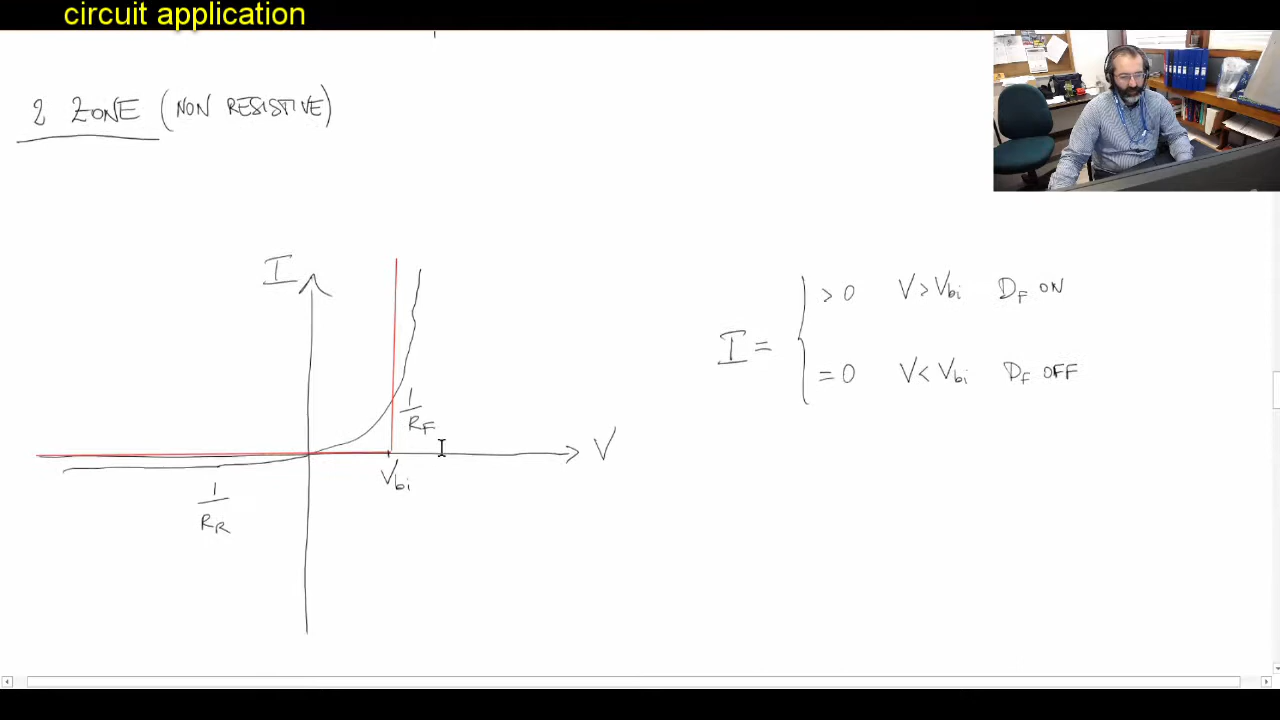 circuit application
2 ZONE (NON RESISTIVE)
I
1
R_F
V
V_bi
1
R_R
I = { > 0 V > V_bi D_F ON
= 0 V < V_bi D_F OFF